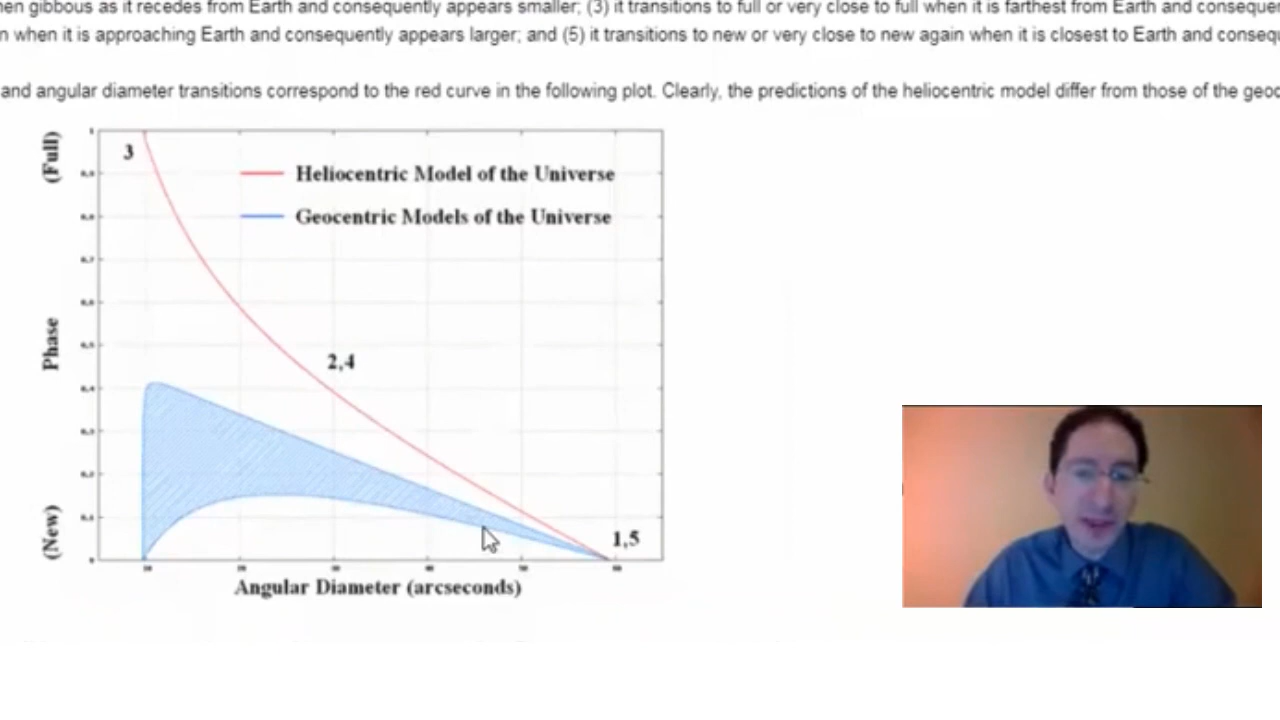 en gibbous as it recedes from Earth and consequently appears smaller; (3) it transitions to full or very close to full when it is farthest from Earth and consequen
n when it is approaching Earth and consequently appears larger; and (5) it transitions to new or very close to new again when it is closest to Earth and consequ
and angular diameter transitions correspond to the red curve in the following plot. Clearly, the predictions of the heliocentric model differ from those of the geoc
(Full)
3
Heliocentric Model of the Universe
Geocentric Models of the Universe
Phase
2,4
(New)
1,5
Angular Diameter (arcseconds)